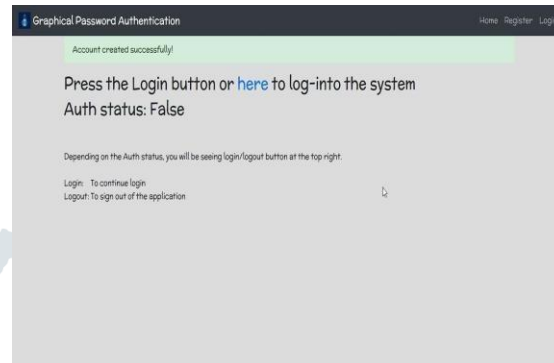 Graphical Password Authentication
Home Register Logi
Account created successfully!
Press the Login button or here to log-into the system
Auth status: False
Depending on the Auth status, you will be seeing login/logout button at the top right.
Login: To continue login
Logout: To sign out of the application